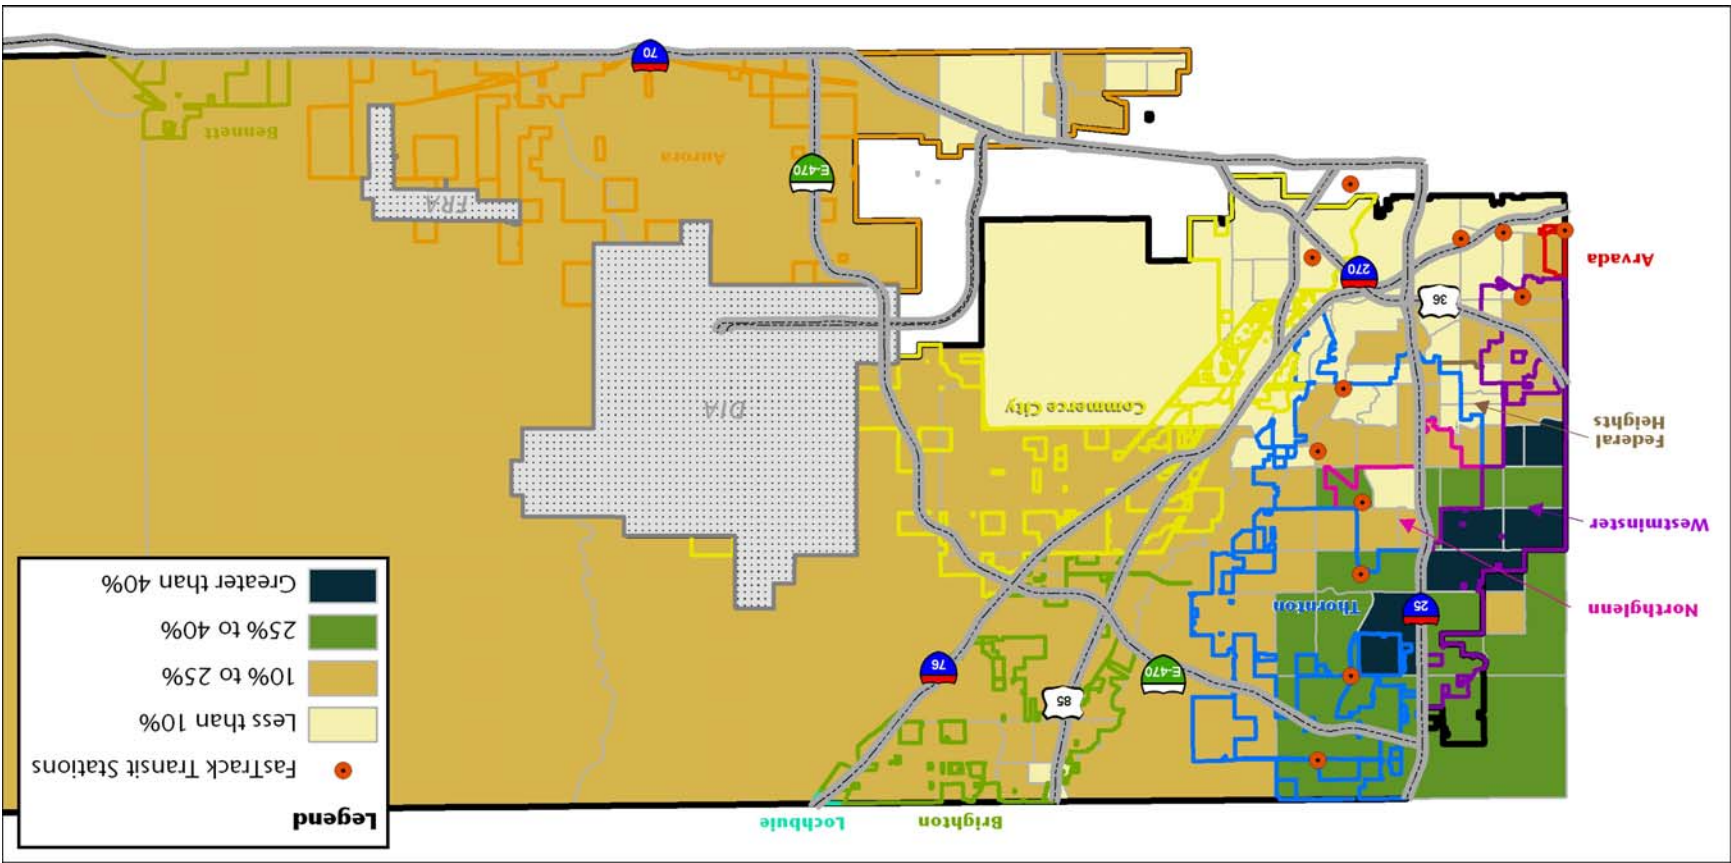 Brighton
Lochbuie
Legend
FasTrack Transit Stations
Less than 10%
10% to 25%
25% to 40%
Greater than 40%
85
E-470
76
25
Northglenn
Thornton
Westminster
Federal
Heights
Commerce City
DIA
36
270
Arvada
FRA
E-470
Aurora
Bennett
70